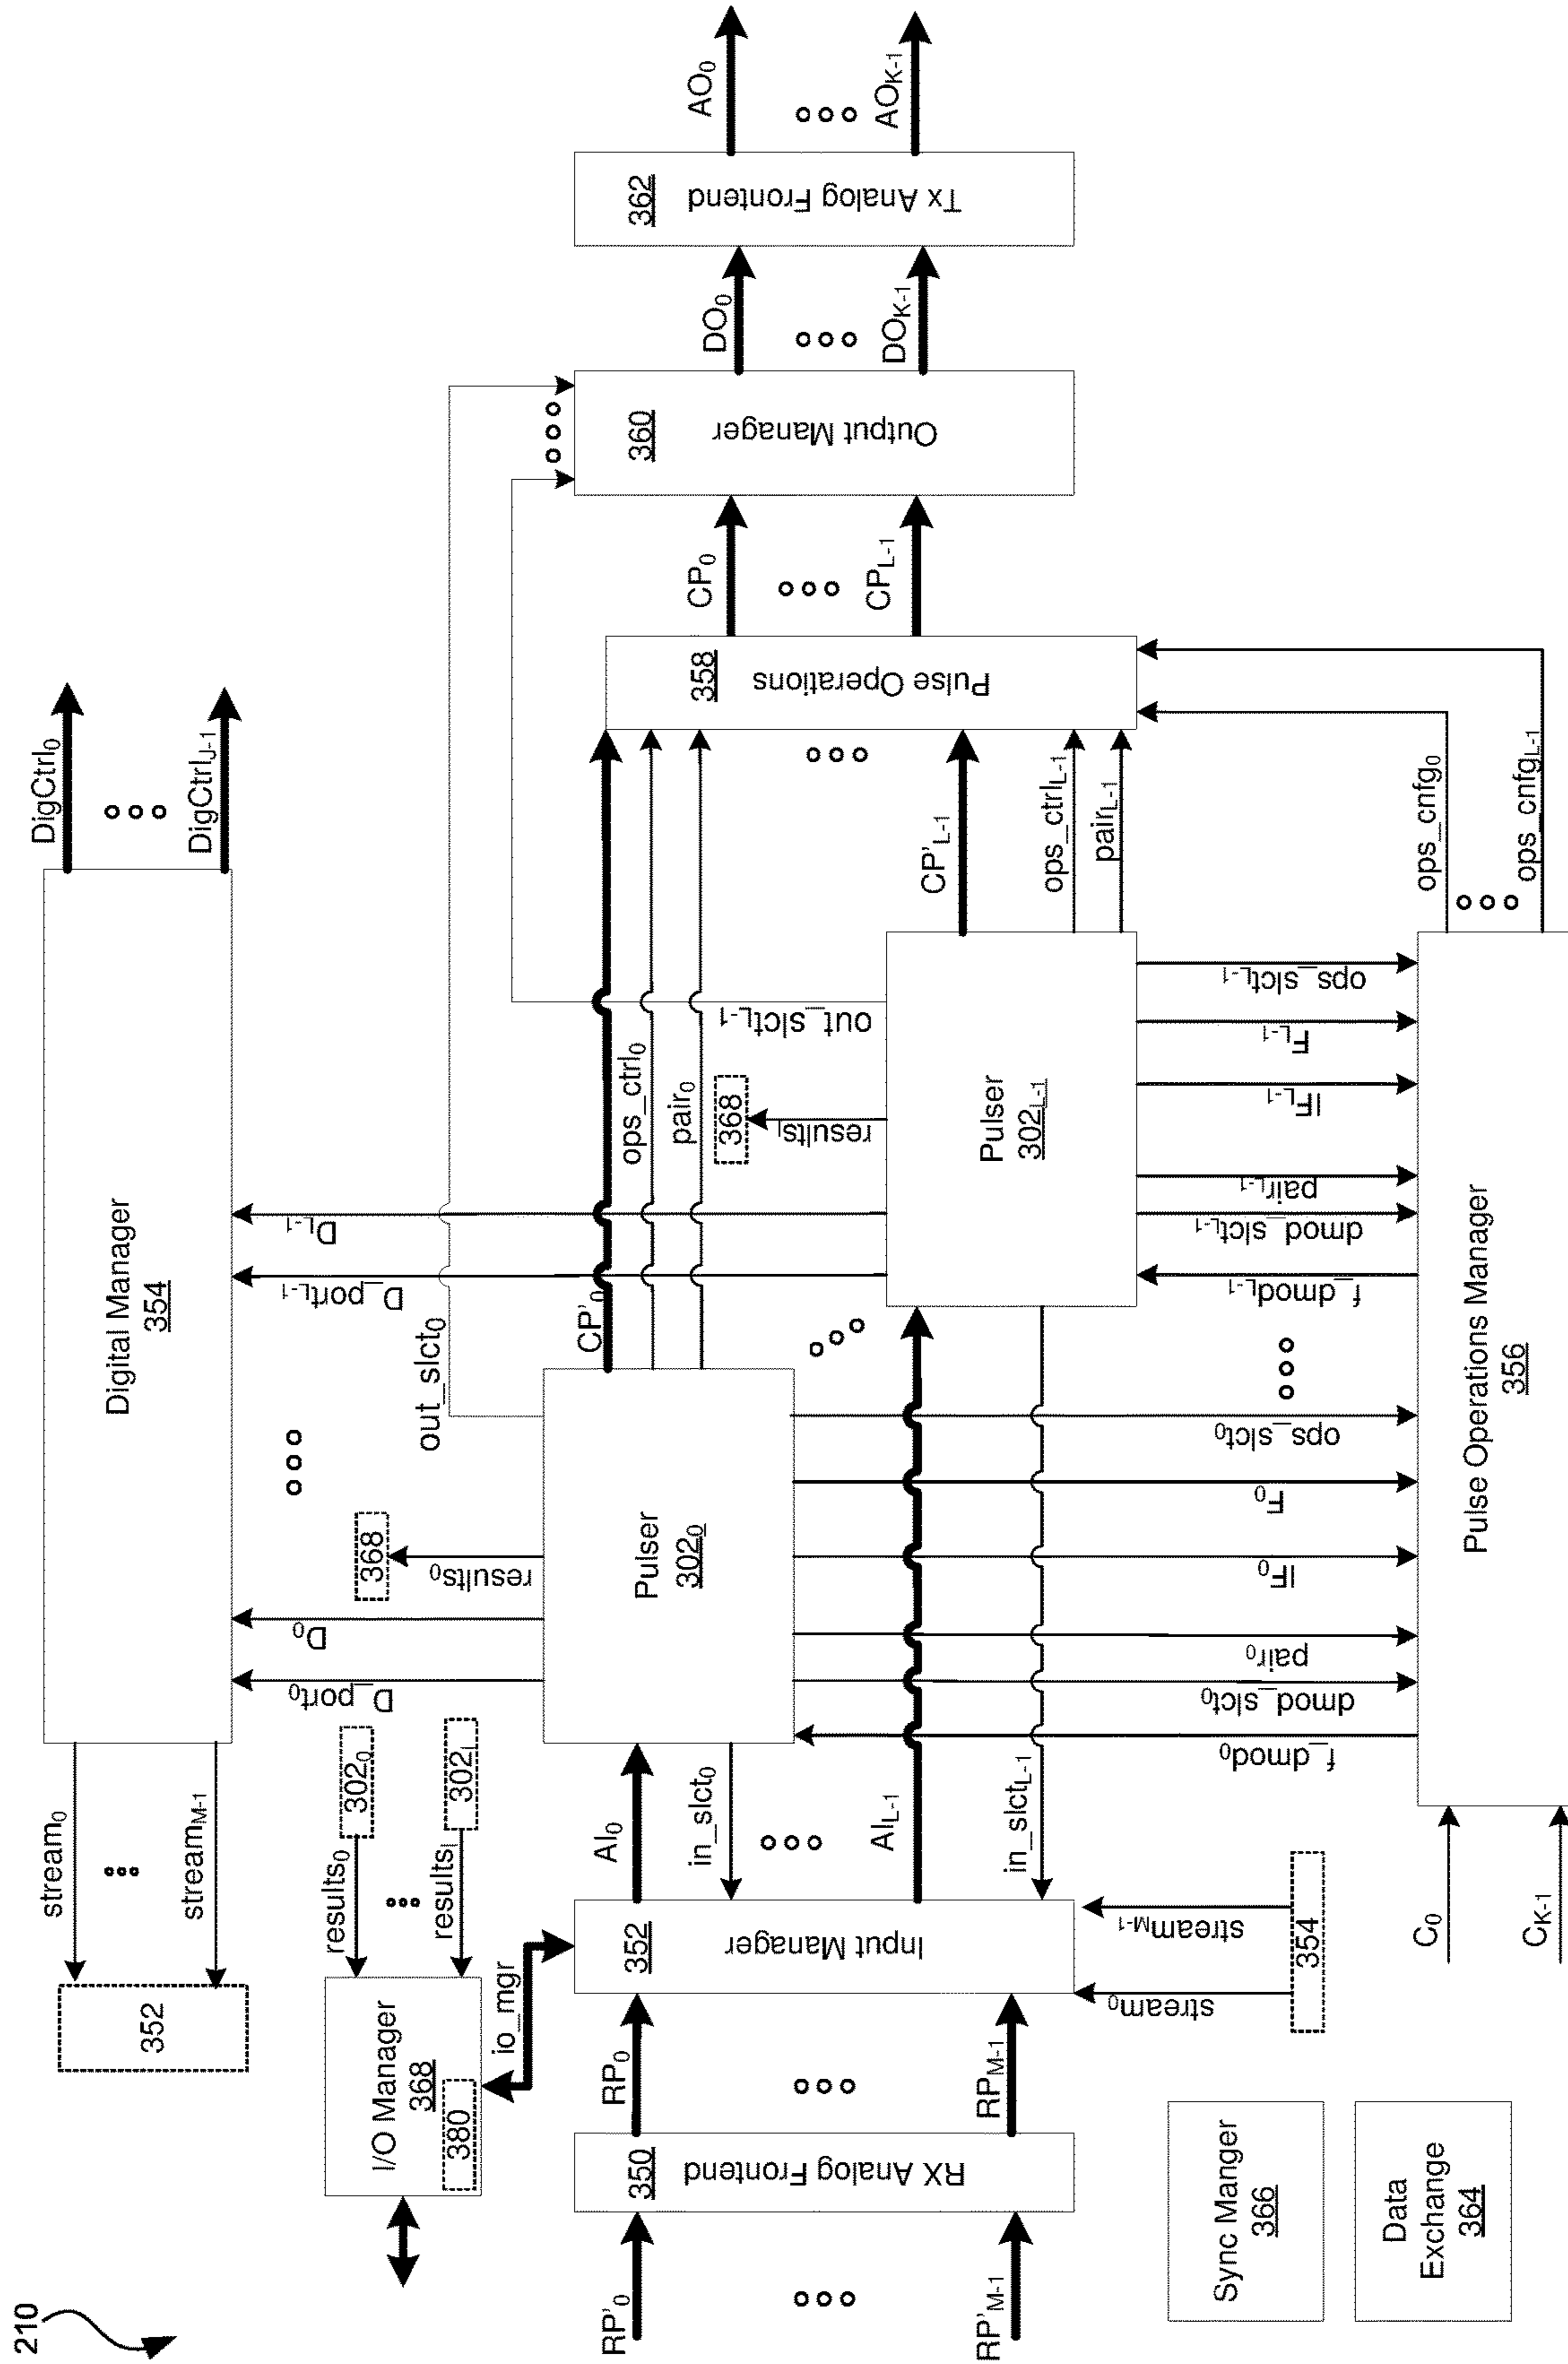 210
DigCtrl0
DigCtrlJ-1
Digital Manager
354
stream0
streamM-1
352
D_port0
D0
D_portL-1
DL-1
results0
368
out_slct0
results0
3020
resultsl
302L
I/O Manager
368
380
io_mgr
RP'0
RP'M-1
350
RX Analog Frontend
RP0
RPM-1
352
Input Manager
AI0
in_slct0
AIL-1
in_slctL-1
stream0
streamM-1
354
Pulser
3020
CP'0
ops_ctrl0
pair0
368
resultsl
out_slctL-1
Pulser
302L-1
CP'L-1
ops_ctrlL-1
pairL-1
358
Pulse Operations
CP0
CPL-1
360
Output Manager
DO0
DOK-1
362
Tx Analog Frontend
AO0
AOK-1
f_dmod0
dmod_slct0
pair0
IF0
F0
ops_slct0
f_dmodL-1
dmod_slctL-1
pairL-1
IFL-1
FL-1
ops_slctL-1
Pulse Operations Manager
356
ops_cnfg0
ops_cnfgL-1
C0
CK-1
Sync Manger
366
Data
Exchange
364